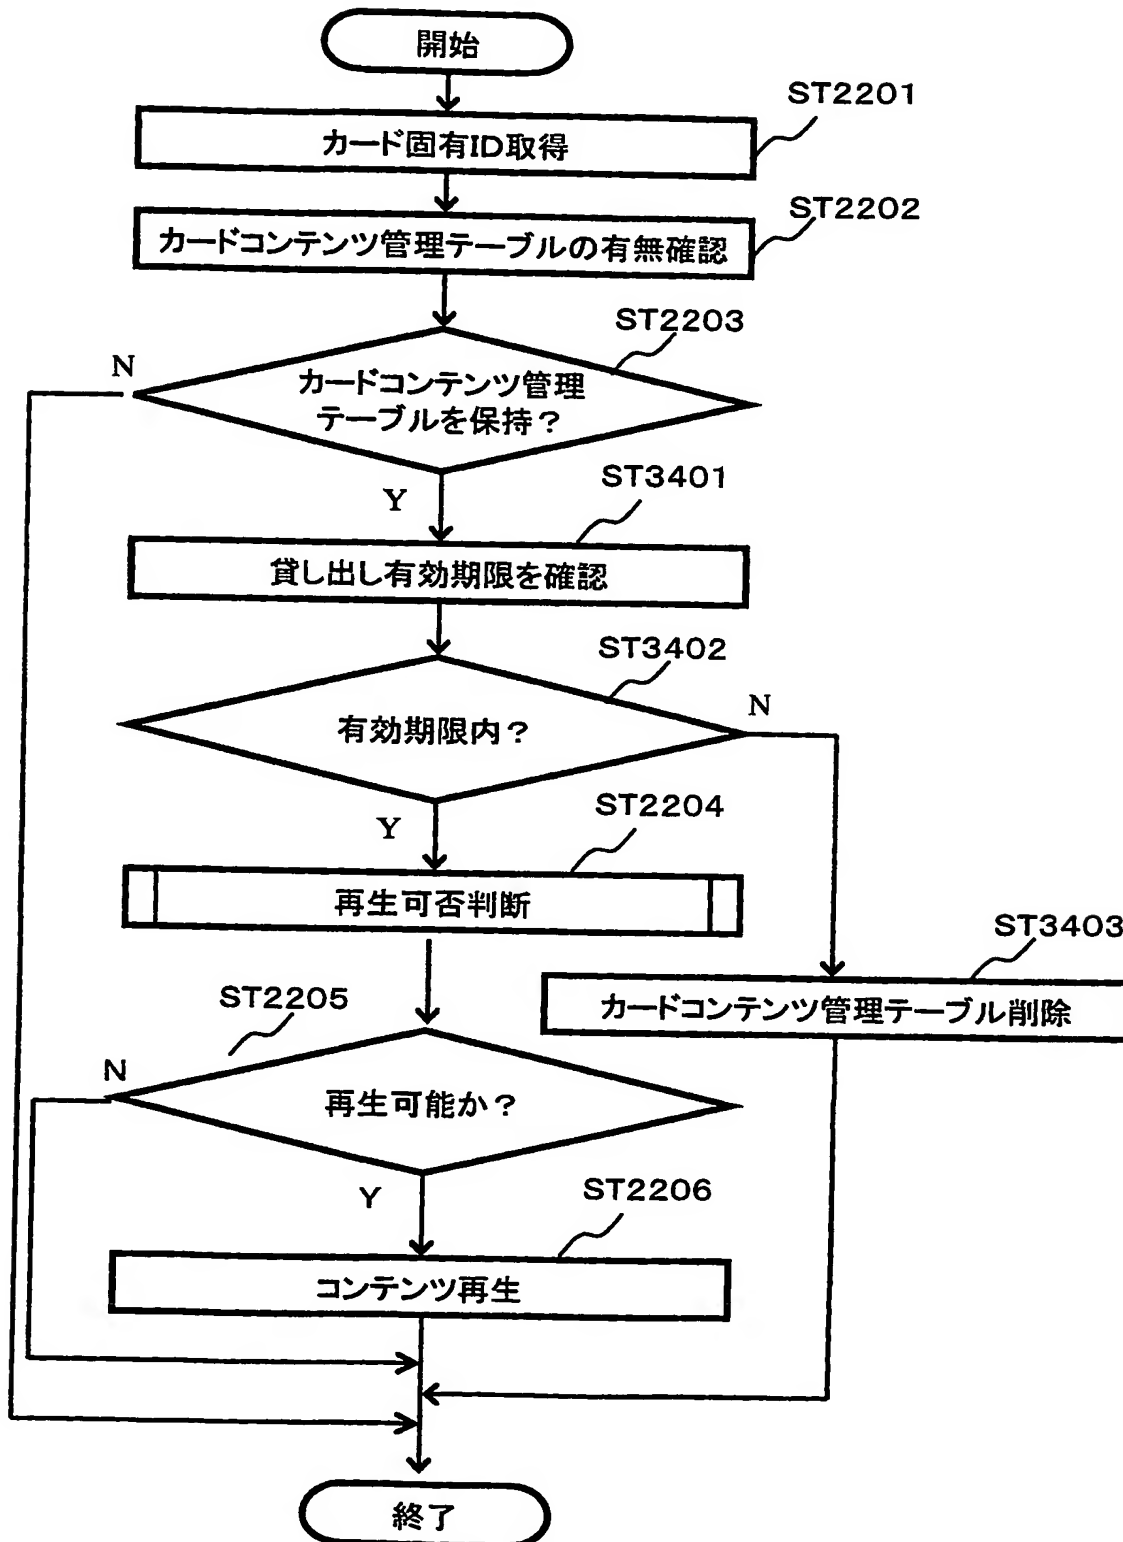 開始
ST2201
カード固有ID取得
ST2202
カードコンテンツ管理テーブルの有無確認
ST2203
N
カードコンテンツ管理
テーブルを保持?
ST3401
Y
貸し出し有効期限を確認
ST3402
N
有効期限内?
ST2204
Y
再生可否判断
ST3403
カードコンテンツ管理テーブル削除
ST2205
N
再生可能か?
ST2206
Y
コンテンツ再生
終了